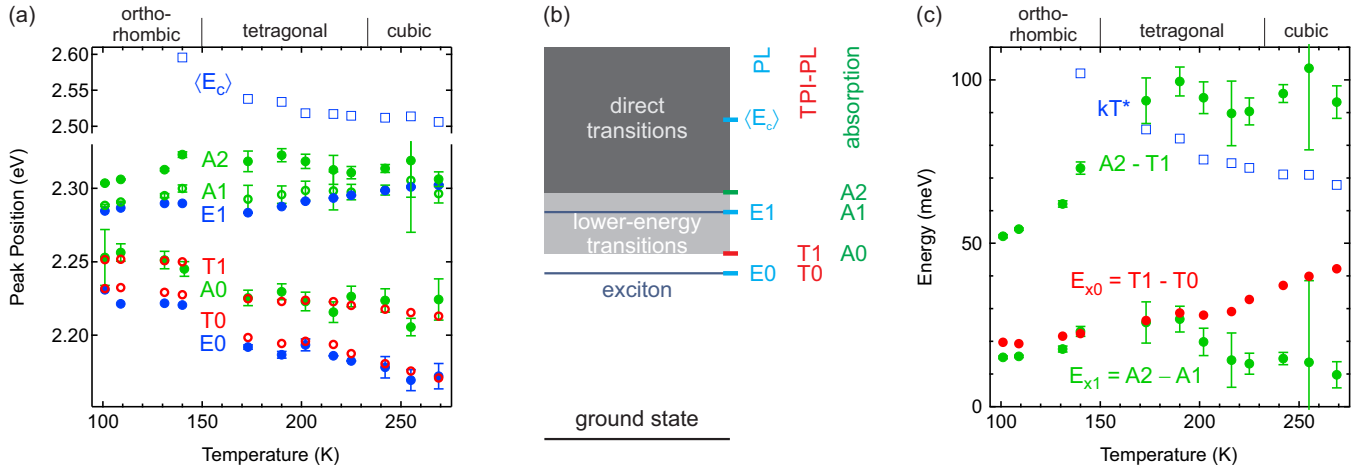 (a)
ortho-
rhombic
tetragonal
cubic
2.60
2.55
2.50
2.30
2.25
2.20
Peak Position (eV)
⟨Ec⟩
A2
A1
E1
T1
A0
T0
E0
100
150
200
250
Temperature (K)
(b)
PL
TPI-PL
absorption
direct
transitions
⟨Ec⟩
A2
E1
A1
lower-energy
transitions
T1
A0
E0
T0
exciton
ground state
(c)
ortho-
rhombic
tetragonal
cubic
100
50
0
Energy (meV)
kT*
A2 - T1
Ex0 = T1 - T0
Ex1 = A2 – A1
100
150
200
250
Temperature (K)